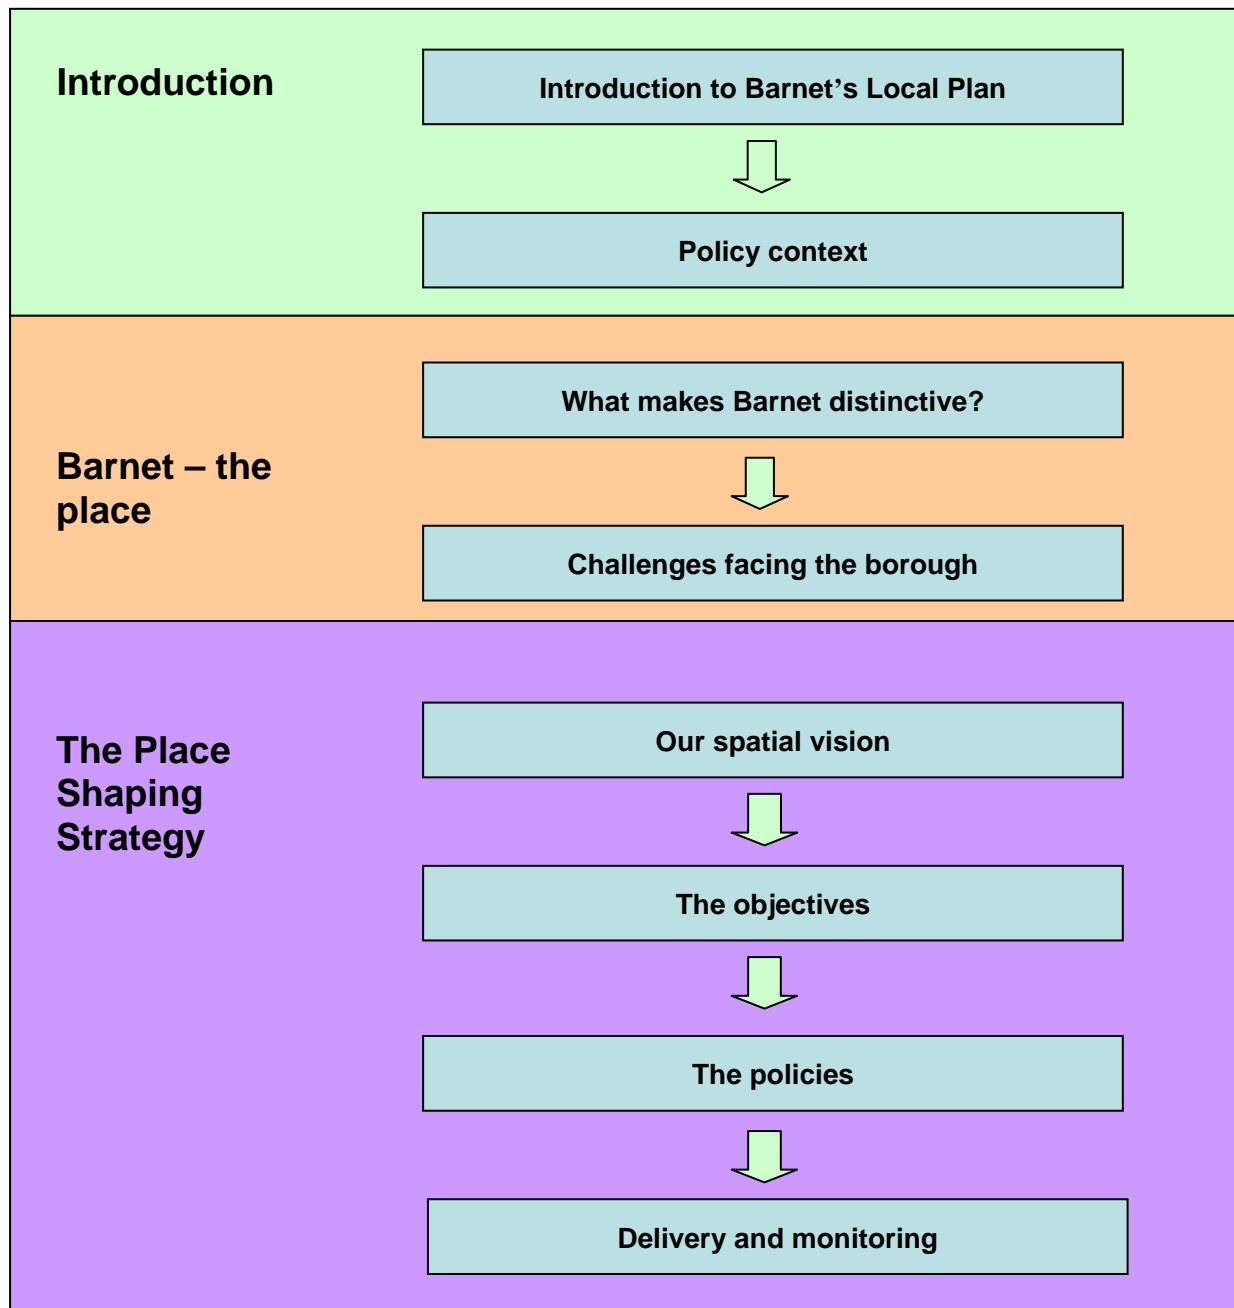 Introduction
Introduction to Barnet’s Local Plan
Policy context
Barnet – the
place
What makes Barnet distinctive?
Challenges facing the borough
The Place
Shaping
Strategy
Our spatial vision
The objectives
The policies
Delivery and monitoring